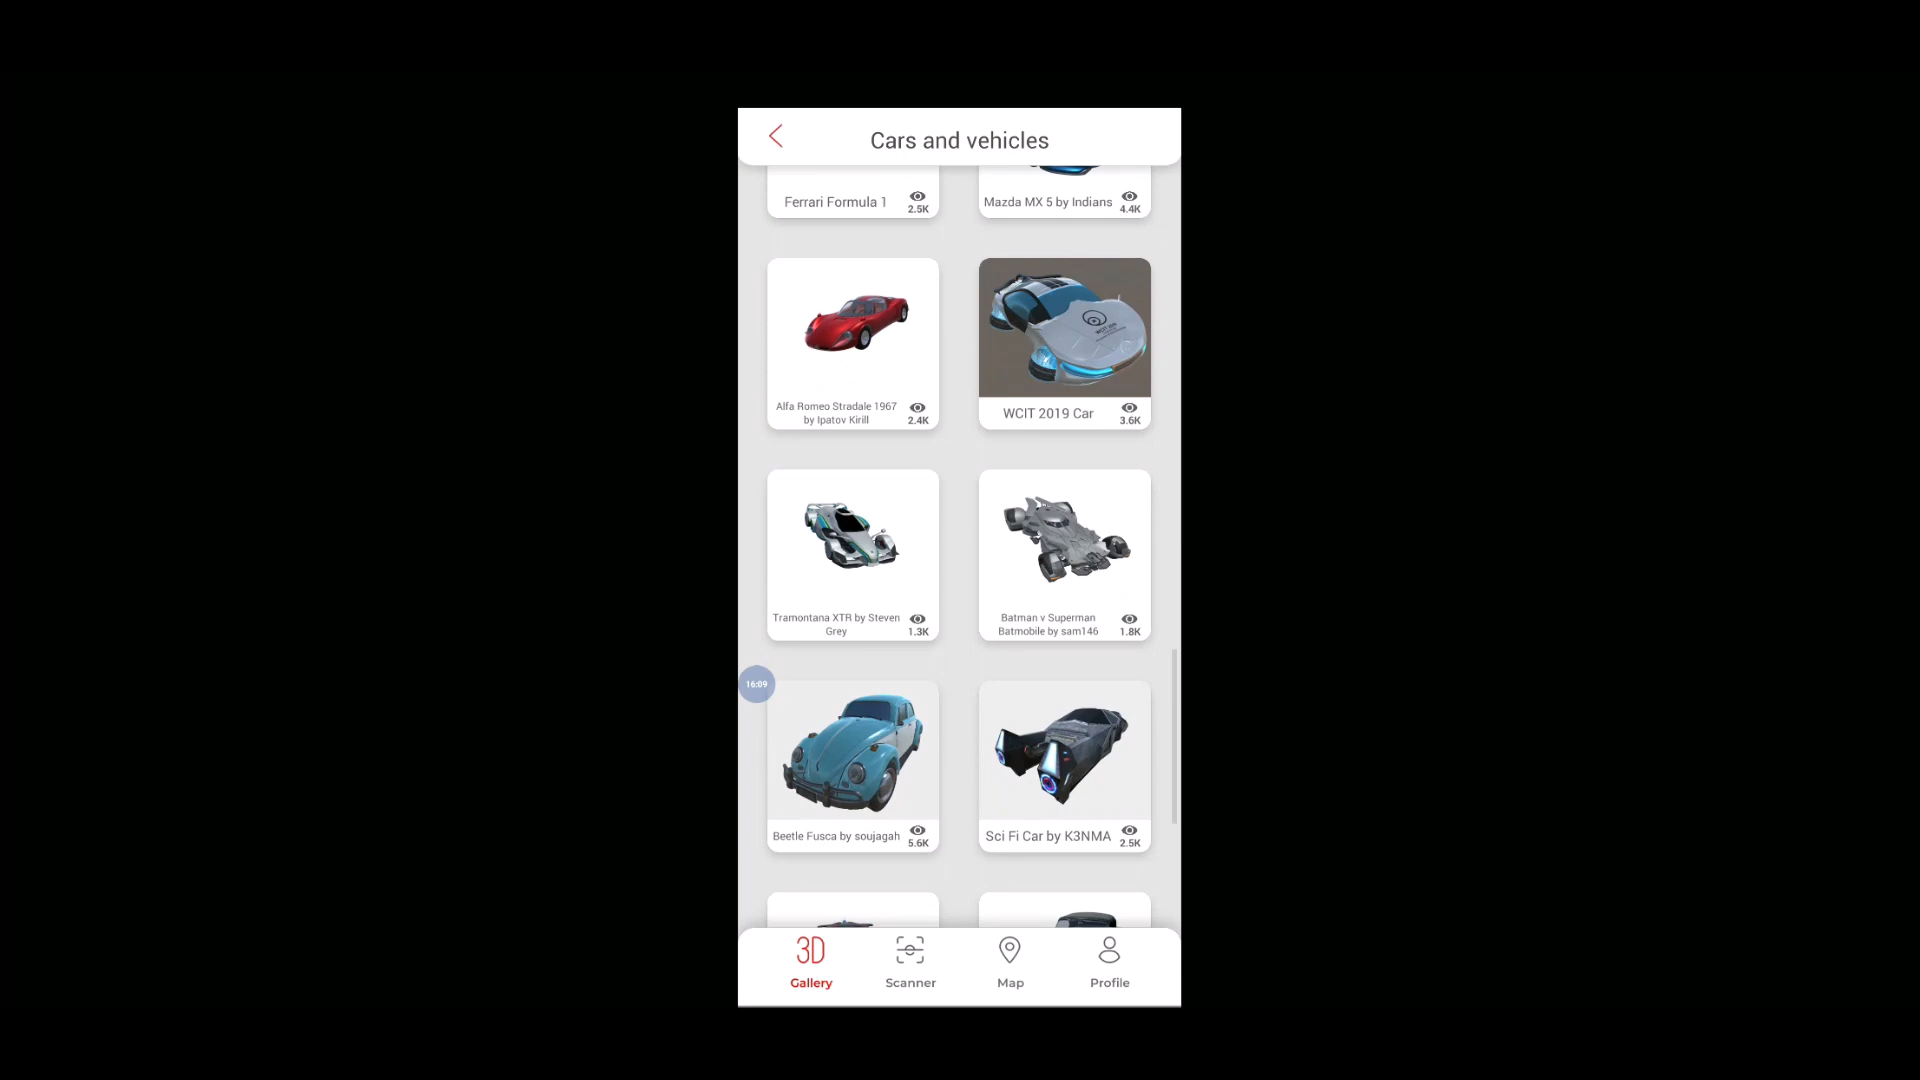 Cars and vehicles
Ferrari Formula 1
2.5K
Mazda MX 5 by Indians
4.4K
Alfa Romeo Stradale 1967
by Ipatov Kirill
2.4K
WCIT 2019 Car
3.6K
Tramontana XTR by Steven
Grey
1.3K
Batman v Superman
Batmobile by sam146
1.8K
16:09
Beetle Fusca by soujagah
5.6K
Sci Fi Car by K3NMA
2.5K
3D
Gallery
Scanner
Map
Profile